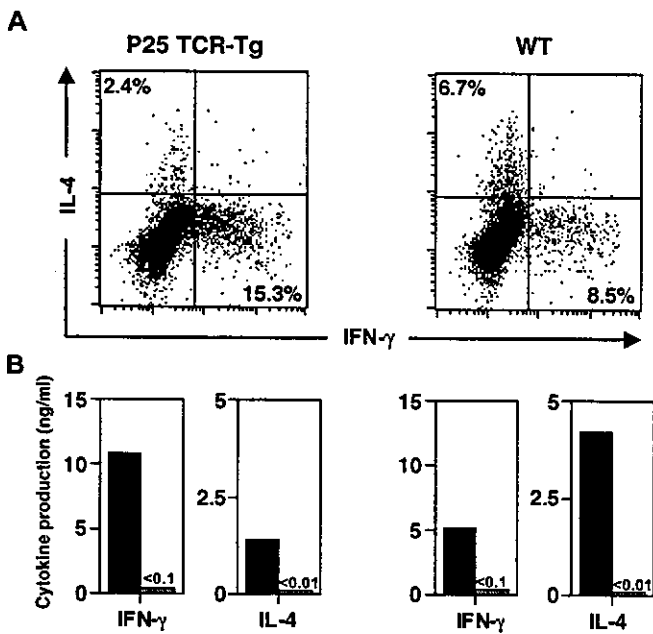 A
P25 TCR-Tg
WT
2.4%
6.7%
IL-4
15.3%
8.5%
IFN-γ
B
Cytokine production (ng/ml)
15
10
5
0
<0.1
IFN-γ
5
2.5
0
<0.01
IL-4
15
10
5
0
<0.1
IFN-γ
5
2.5
0
<0.01
IL-4